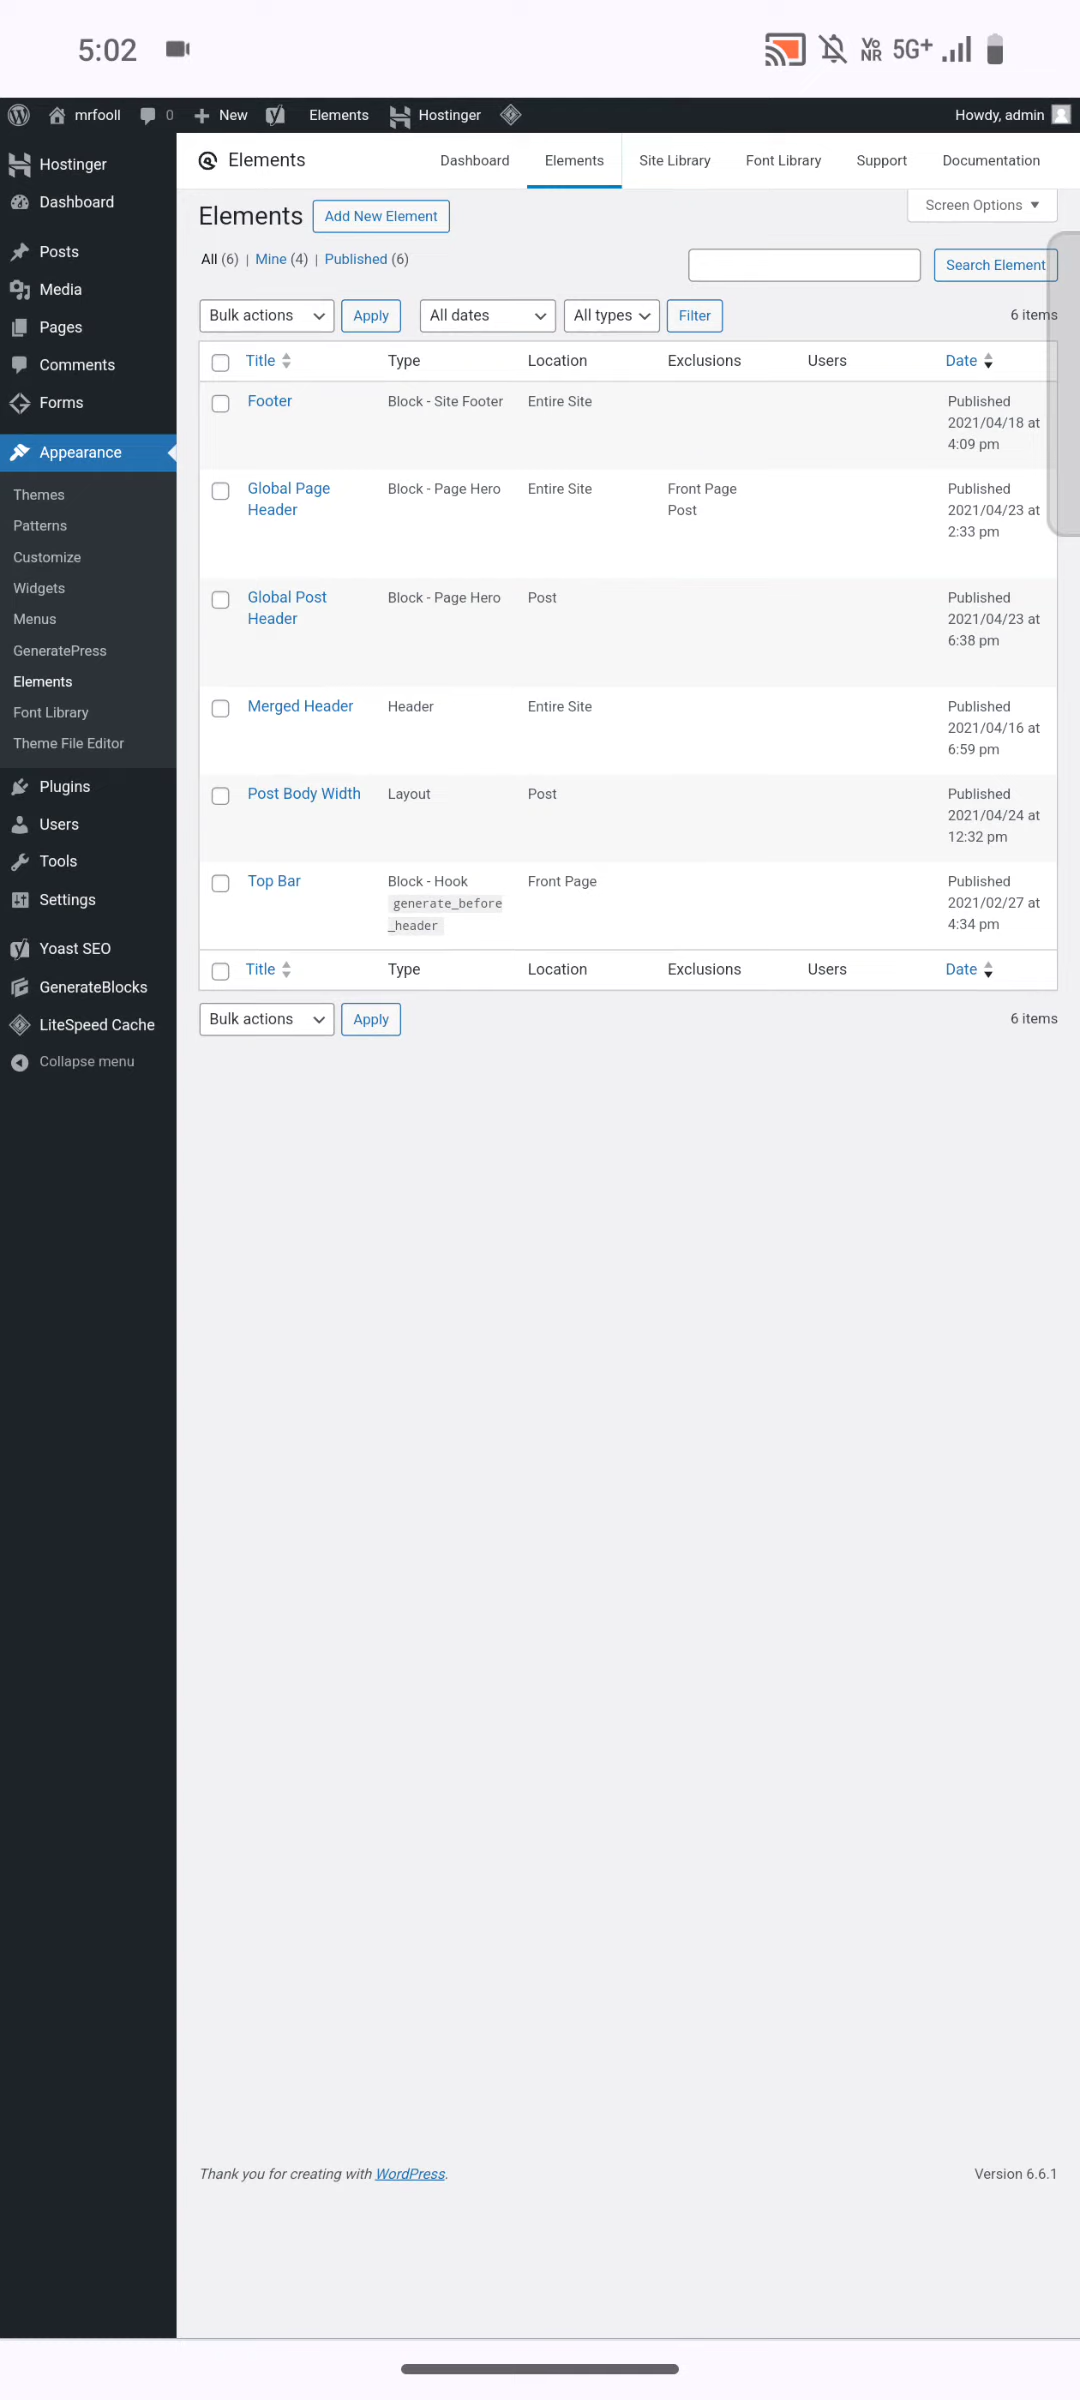 5:02 Vo NR 5G+
mrfooll 0 New Elements Hostinger Howdy, admin
Hostinger
Dashboard
Posts
Media
Pages
Comments
Forms
Appearance
Themes
Patterns
Customize
Widgets
Menus
GeneratePress
Elements
Font Library
Theme File Editor
Plugins
Users
Tools
Settings
Yoast SEO
GenerateBlocks
LiteSpeed Cache
Collapse menu
Elements Dashboard Elements Site Library Font Library Support Documentation
Screen Options
Elements Add New Element
All (6) | Mine (4) | Published (6) Search Element
Bulk actions Apply All dates All types Filter 6 items
Title Type Location Exclusions Users Date
Footer Block - Site Footer Entire Site Published
2021/04/18 at
4:09 pm
Global Page Block - Page Hero Entire Site Front Page Published
Header Post 2021/04/23 at
2:33 pm
Global Post Block - Page Hero Post Published
Header 2021/04/23 at
6:38 pm
Merged Header Header Entire Site Published
2021/04/16 at
6:59 pm
Post Body Width Layout Post Published
2021/04/24 at
12:32 pm
Top Bar Block - Hook Front Page Published
generate_before 2021/02/27 at
_header 4:34 pm
Title Type Location Exclusions Users Date
Bulk actions Apply 6 items
Thank you for creating with WordPress. Version 6.6.1